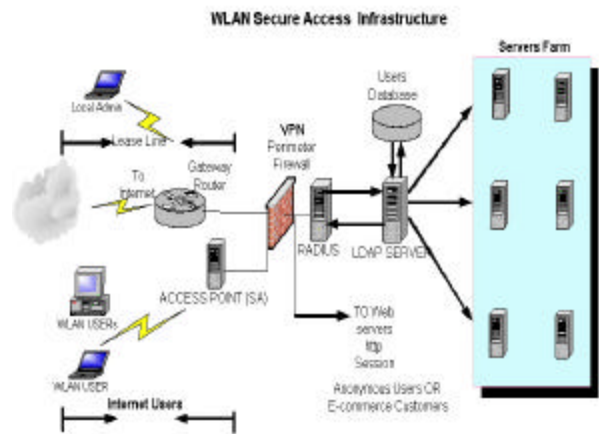 WLAN Secure Access Infrastructure
Servers Farm
Users
Database
Local Admin
Lease Line
VPN
Perimeter
Firewall
Gateway
Router
To
Internet
RADIUS
LDAP SERVER
ACCESS POINT (SA)
WLAN USERs
TO Web
servers
http
Session
WLAN USER
Anonymous Users OR
E-commerce Customers
Internet Users